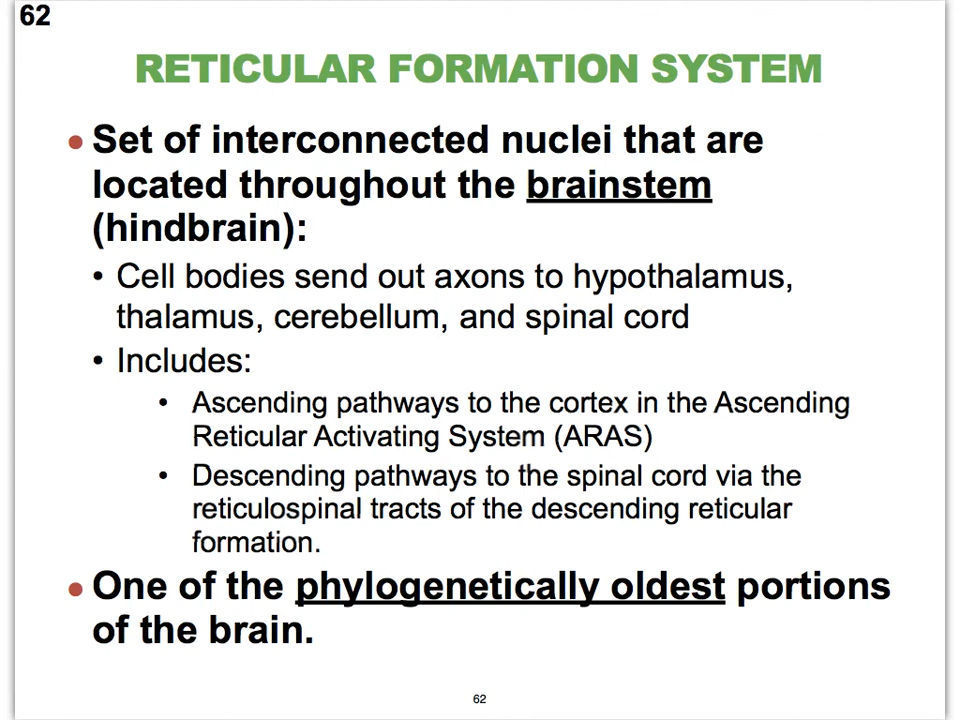 62
RETICULAR FORMATION SYSTEM
• Set of interconnected nuclei that are
located throughout the brainstem
(hindbrain):
• Cell bodies send out axons to hypothalamus,
thalamus, cerebellum, and spinal cord
• Includes:
• Ascending pathways to the cortex in the Ascending
Reticular Activating System (ARAS)
• Descending pathways to the spinal cord via the
reticulospinal tracts of the descending reticular
formation.
• One of the phylogenetically oldest portions
of the brain.
62